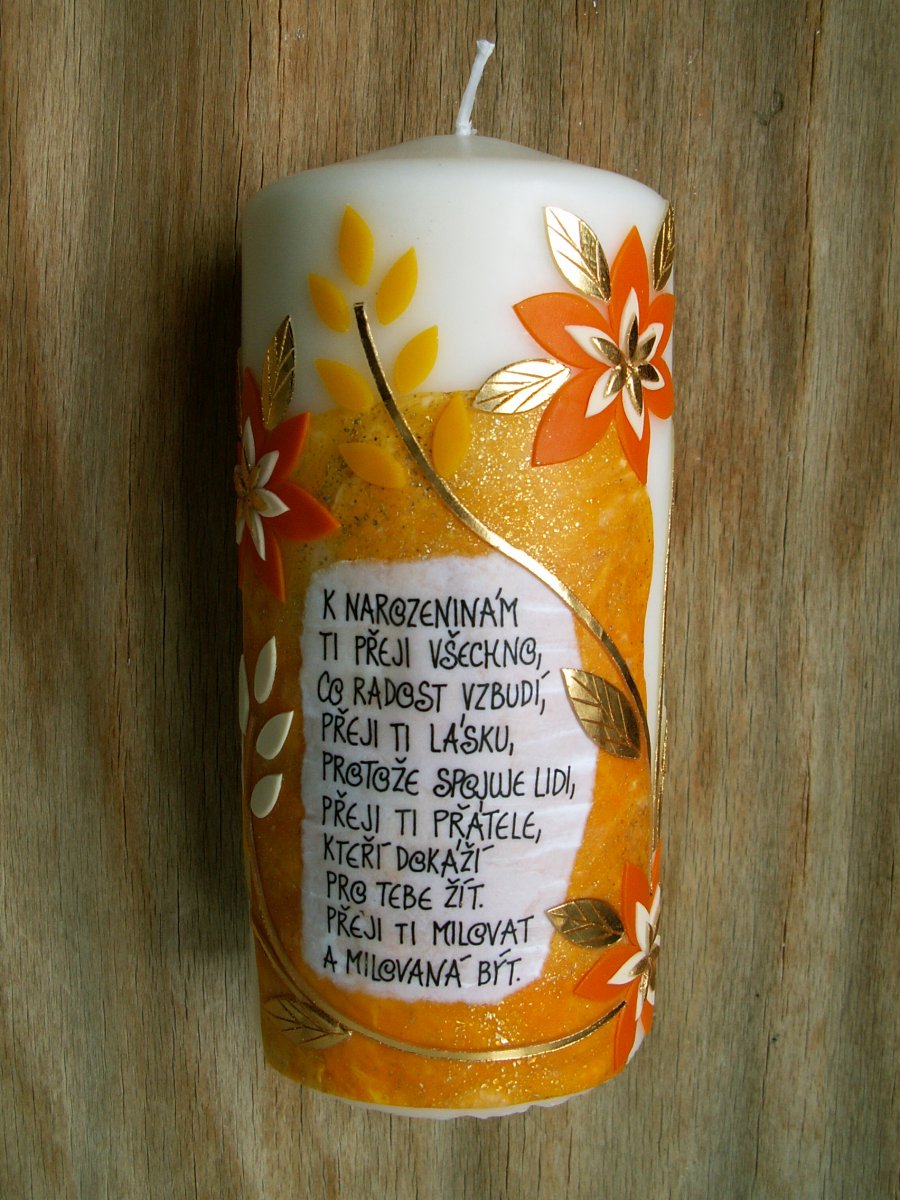 K NAROZENINÁM
TI PŘEJI VŠECHNO,
CO RADOST VZBUDÍ,
PŘEJI TI LÁSKU,
PROTOŽE SPOJUJE LIDI,
PŘEJI TI PŘÁTELE,
KTEŘÍ DOKÁŽÍ
PRO TEBE ŽÍT.
PŘEJI TI MILOVAT
A MILOVANÁ BÝT.